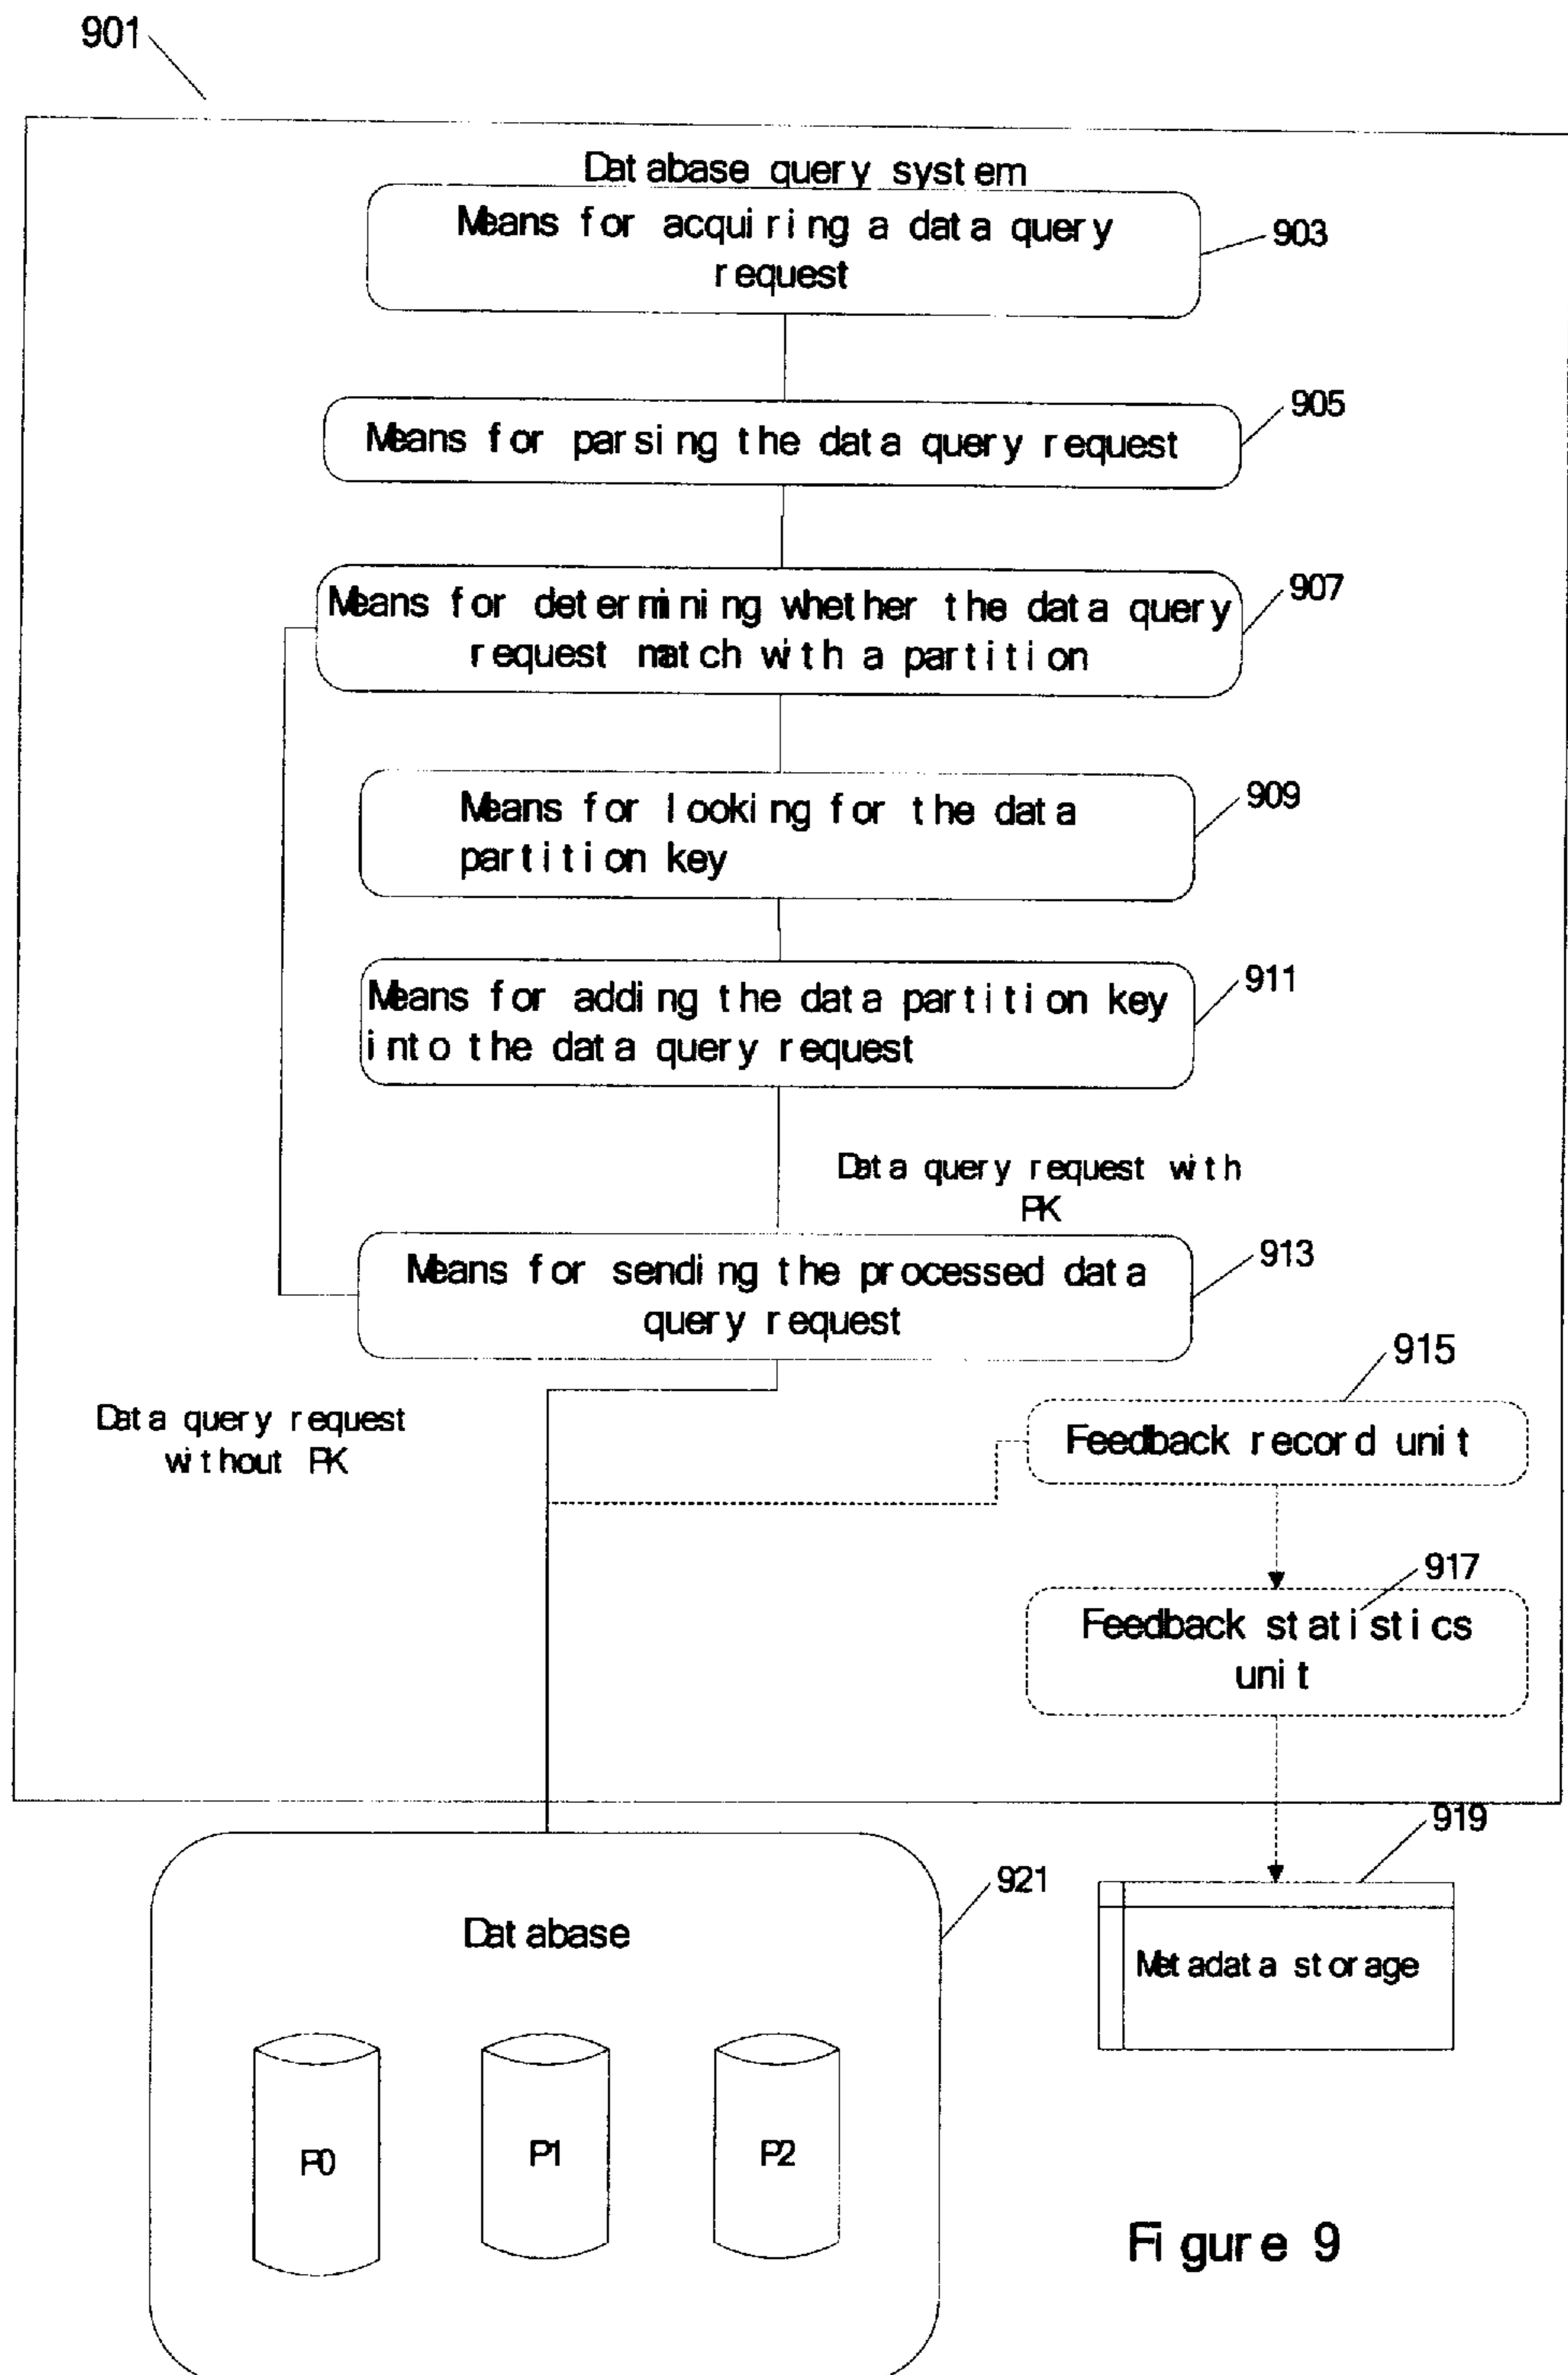 901
Database query system
Means for acquiring a data query
request
903
Means for parsing the data query request
905
Means for determining whether the data query
request match with a partition
907
Means for looking for the data
partition key
909
Means for adding the data partition key
into the data query request
911
Data query request with
PK
Means for sending the processed data
query request
913
Data query request
without PK
915
Feedback record unit
917
Feedback statistics
unit
919
Metadata storage
921
Database
P0
P1
P2
Figure 9